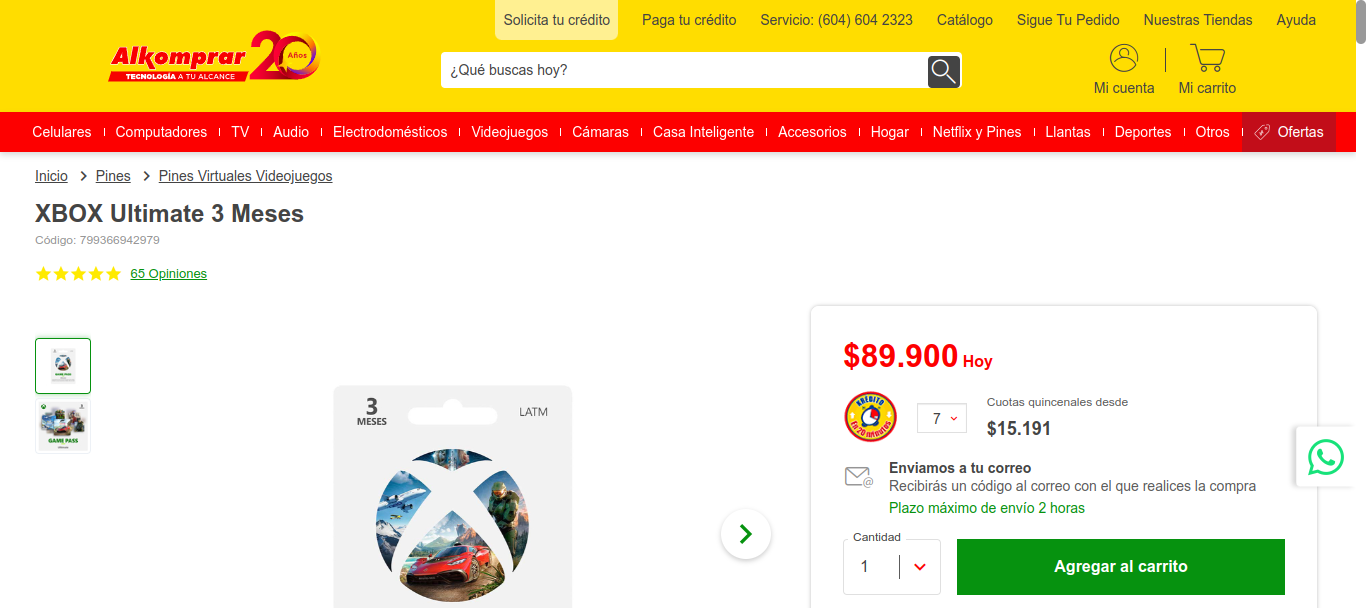 Solicita tu crédito
Paga tu crédito
Servicio: (604) 604 2323
Catálogo
Sigue Tu Pedido
Nuestras Tiendas
Ayuda
Alkomprar 20 Años
TECNOLOGÍA A TU ALCANCE
¿Qué buscas hoy?
Mi cuenta
Mi carrito
Celulares
Computadores
TV
Audio
Electrodomésticos
Videojuegos
Cámaras
Casa Inteligente
Accesorios
Hogar
Netflix y Pines
Llantas
Deportes
Otros
Ofertas
Inicio
Pines
Pines Virtuales Videojuegos
XBOX Ultimate 3 Meses
Código: 799366942979
65 Opiniones
GAME PASS
GAME PASS
3
MESES
LATM
$89.900 Hoy
KREDITO
En 20 minutos
7
Cuotas quincenales desde
$15.191
Enviamos a tu correo
Recibirás un código al correo con el que realices la compra
Plazo máximo de envío 2 horas
Cantidad
1
Agregar al carrito